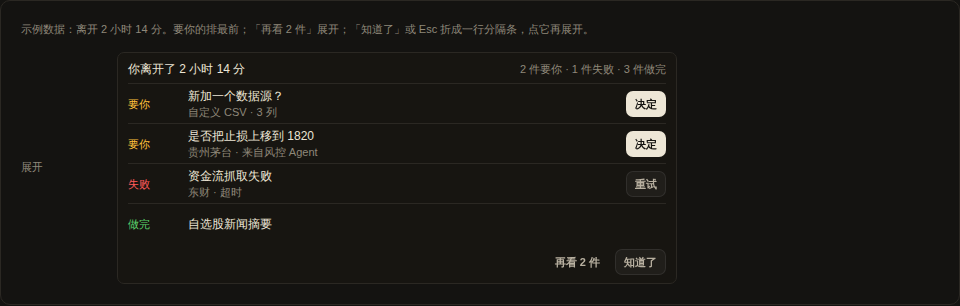 示例数据：离开 2 小时 14 分。要你的排最前；「再看 2 件」展开；「知道了」或 Esc 折成一行分隔条，点它再展开。
你离开了 2 小时 14 分
2 件要你 · 1 件失败 · 3 件做完
要你
新加一个数据源？
自定义 CSV · 3 列
决定
要你
是否把止损上移到 1820
贵州茅台 · 来自风控 Agent
决定
展开
失败
资金流抓取失败
东财 · 超时
重试
做完
自选股新闻摘要
再看 2 件
知道了